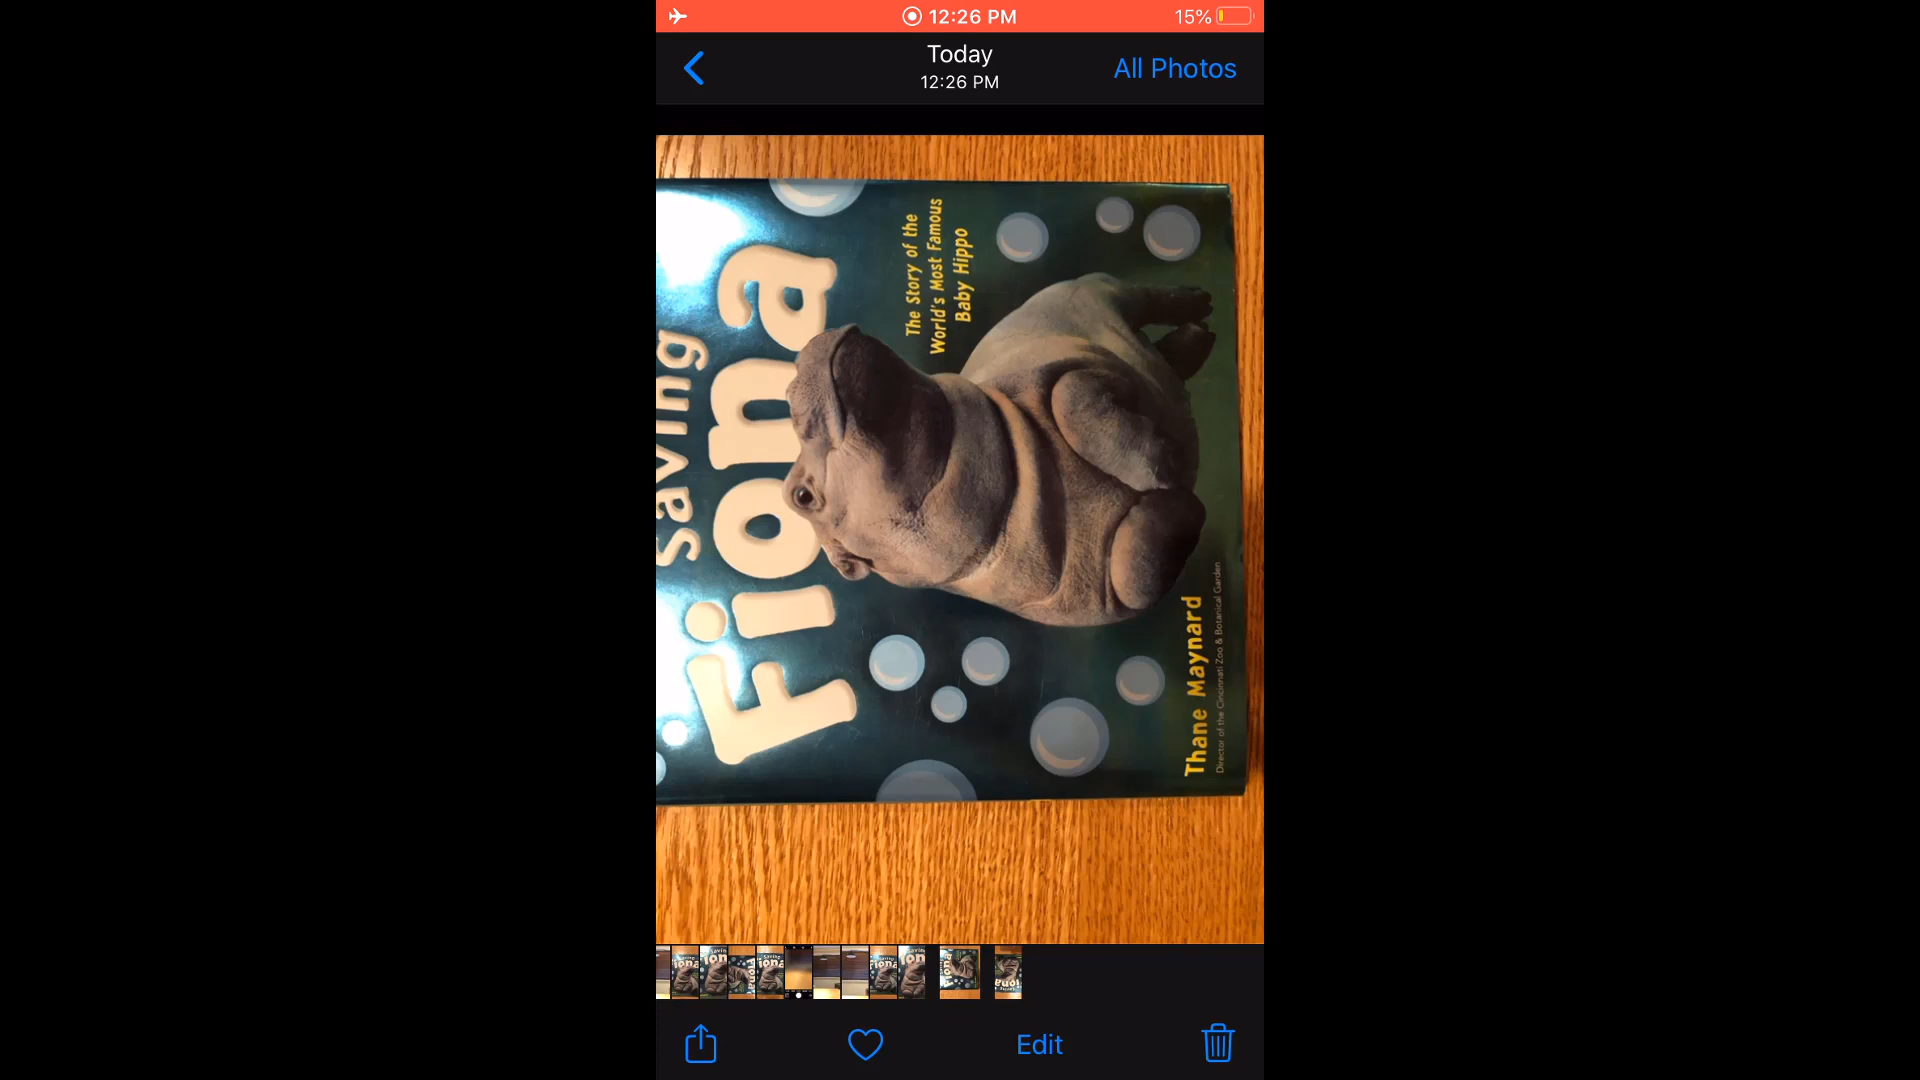 12:26 PM
15%
Today
12:26 PM
All Photos
Saving
Fiona
The Story of the
World's Most Famous
Baby Hippo
Thane Maynard
Director of the Cincinnati Zoo & Botanical Garden
Edit